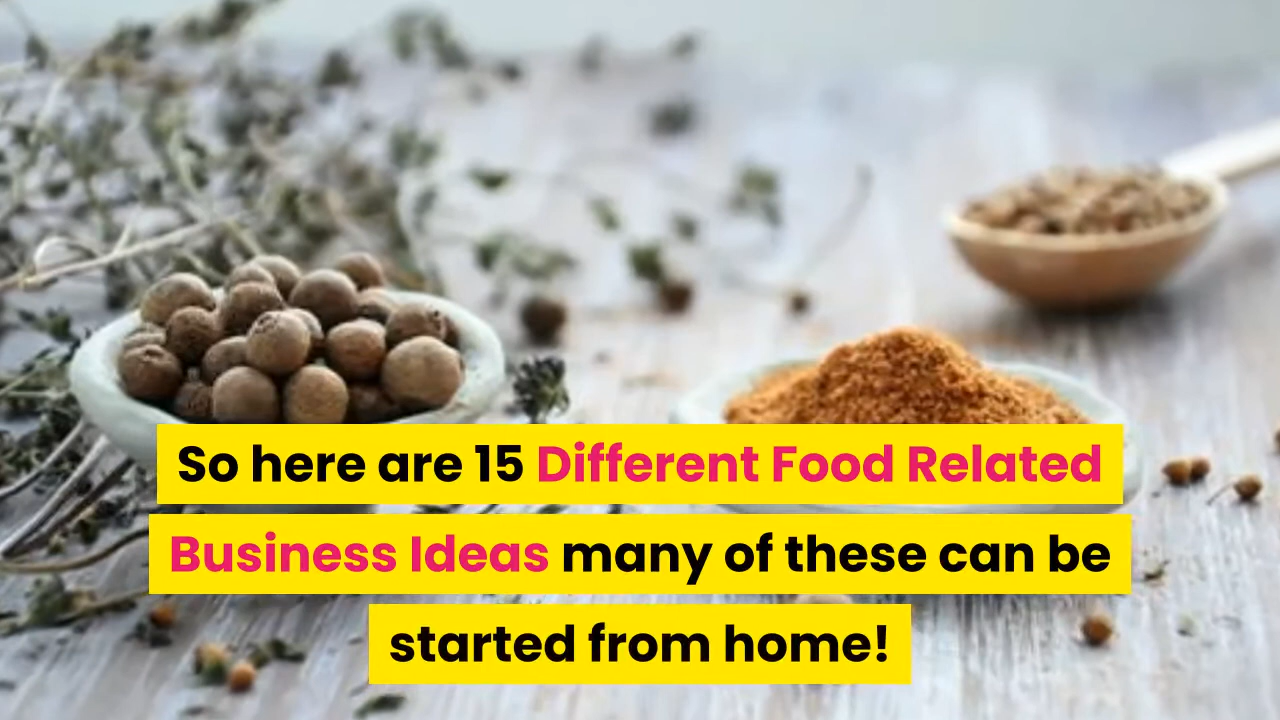 So here are 15 Different Food Related
Business Ideas many of these can be
started from home!